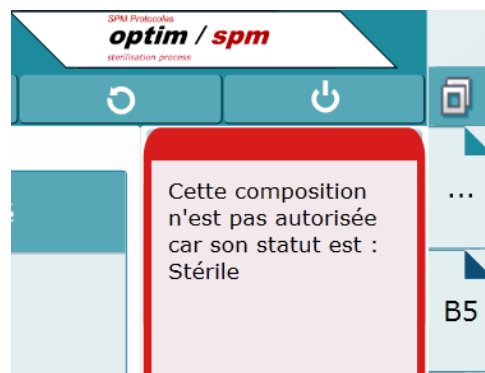 SPM Protocoles
optim / spm
sterilisation process
Cette composition
n'est pas autorisée
car son statut est :
Stérile
...
B5